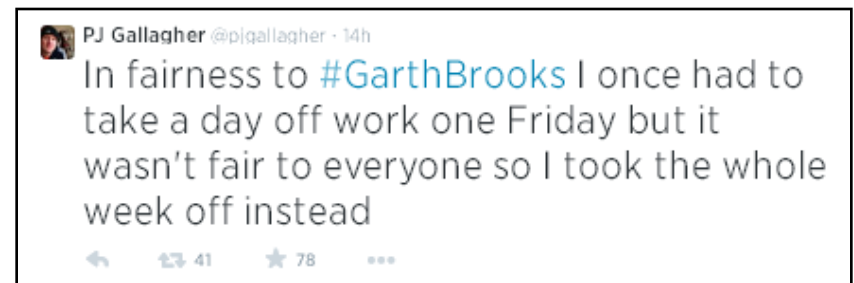 PJ Gallagher @pjgallagher · 14h
In fairness to #GarthBrooks I once had to
take a day off work one Friday but it
wasn't fair to everyone so I took the whole
week off instead
41 78